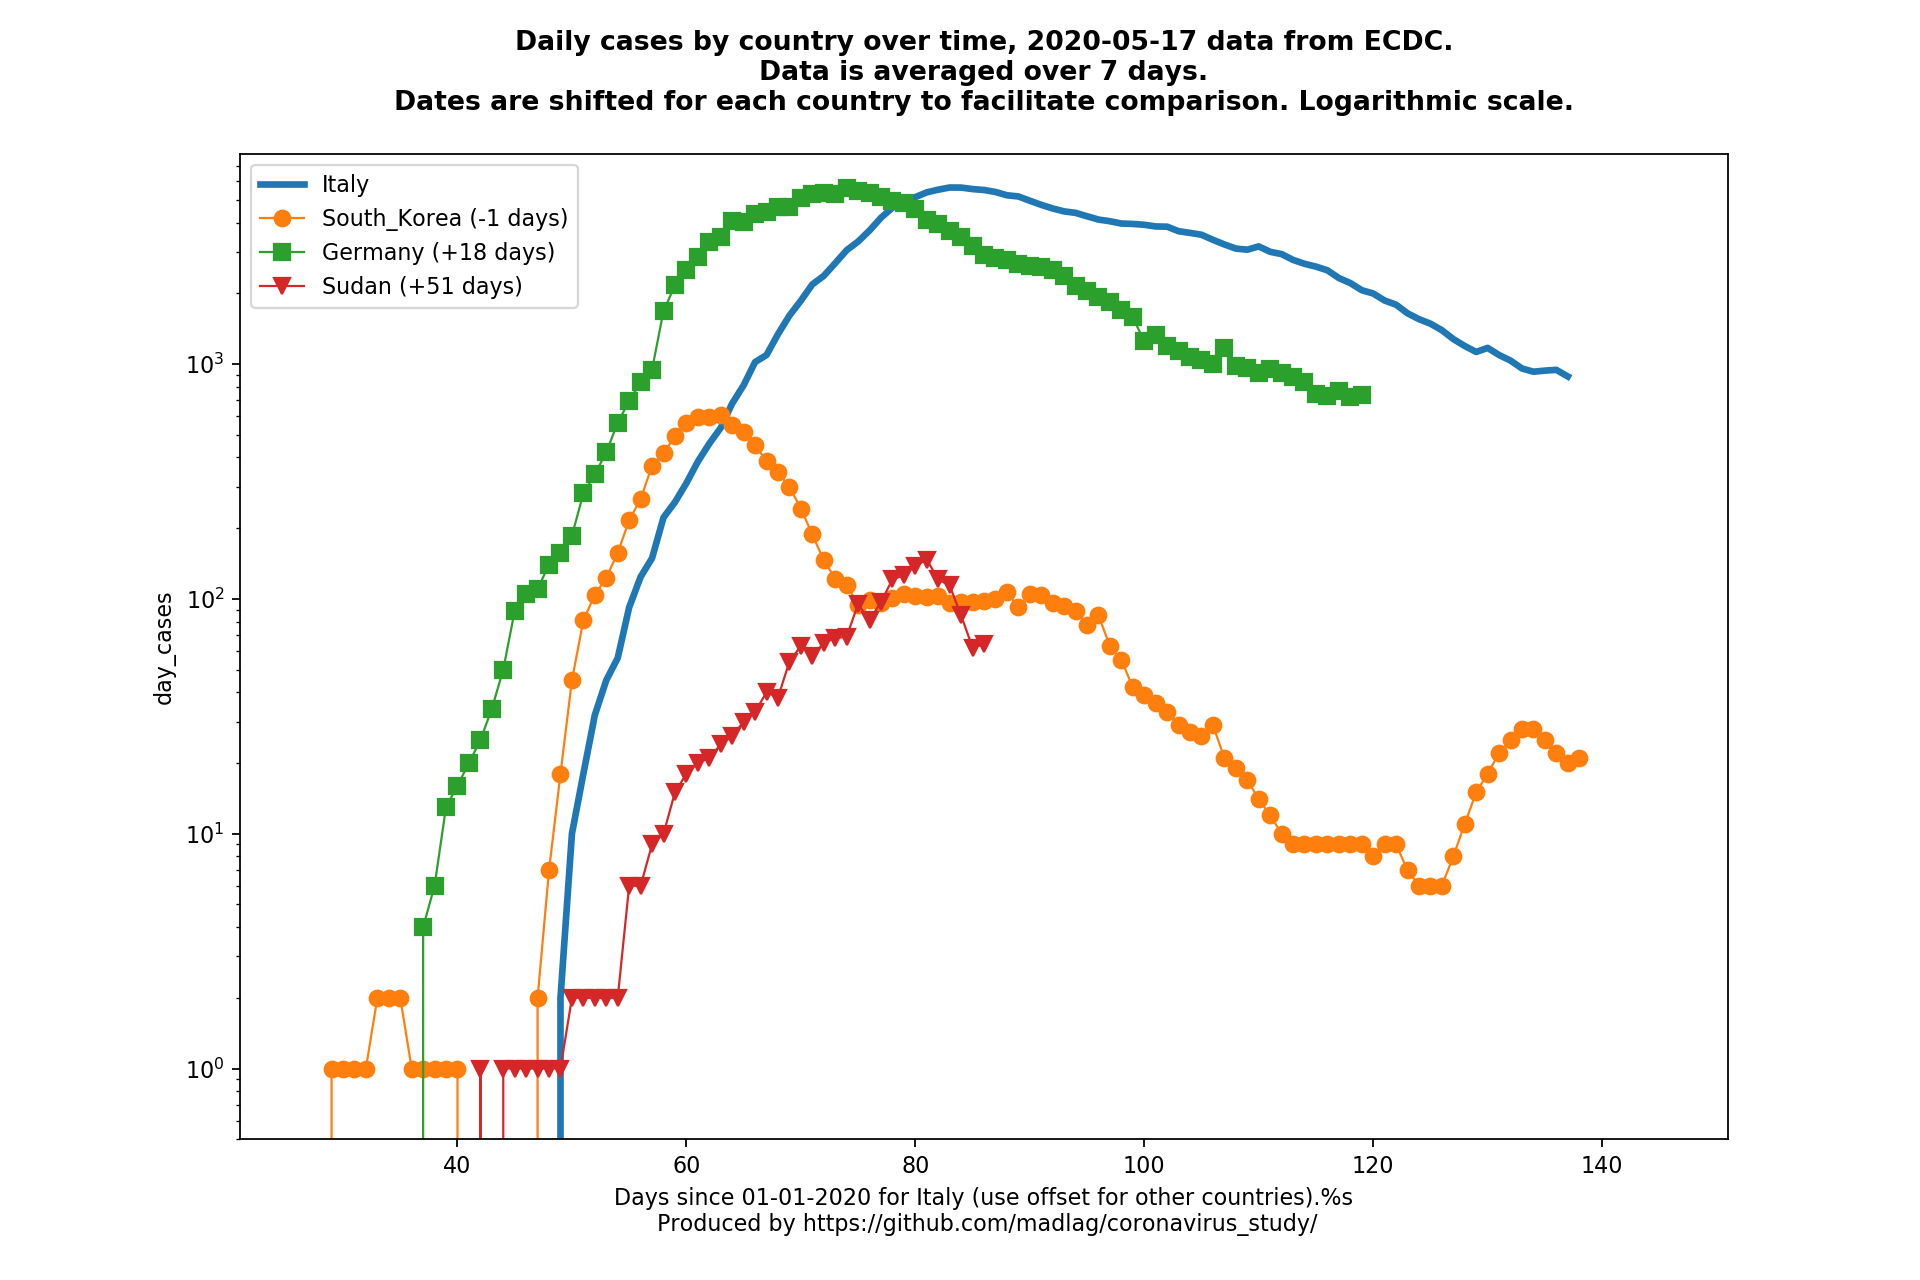 Daily cases by country over time, 2020-05-17 data from ECDC.
Data is averaged over 7 days.
Dates are shifted for each country to facilitate comparison. Logarithmic scale.
Italy
South_Korea (-1 days)
Germany (+18 days)
Sudan (+51 days)
10³
10²
10¹
10⁰
day_cases
40 60 80 100 120 140
Days since 01-01-2020 for Italy (use offset for other countries).%s
Produced by https://github.com/madlag/coronavirus_study/